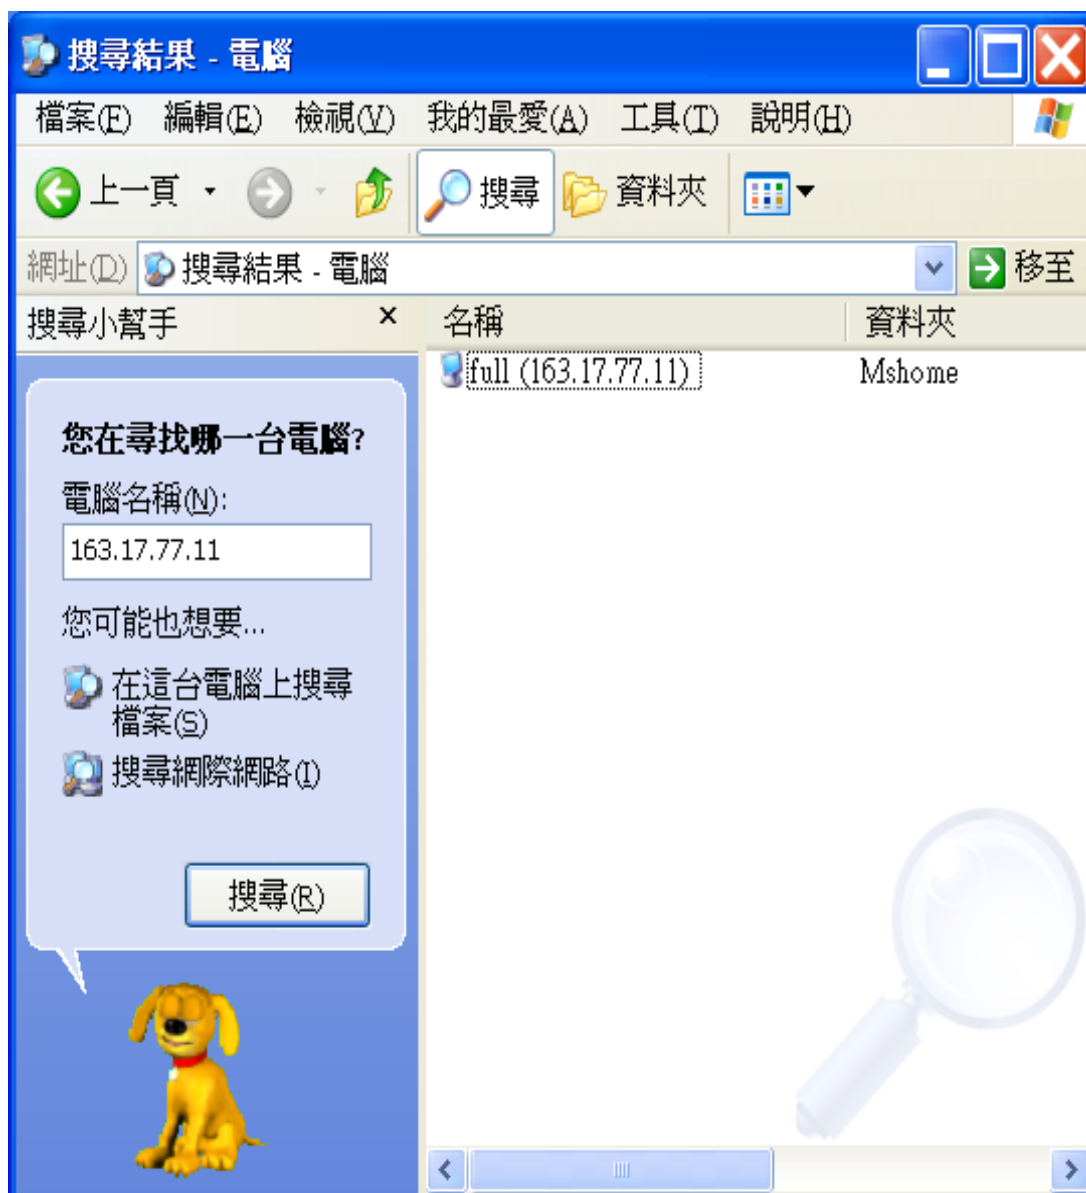 搜尋結果 - 電腦
檔案(F) 編輯(E) 檢視(V) 我的最愛(A) 工具(T) 說明(H)
上一頁 搜尋 資料夾
網址(D) 搜尋結果 - 電腦 移至
搜尋小幫手 x 名稱 資料夾
full (163.17.77.11) Mshome
您在尋找哪一台電腦?
電腦名稱(N):
163.17.77.11
您可能也想要...
在這台電腦上搜尋
檔案(S)
搜尋網際網路(I)
搜尋(R)